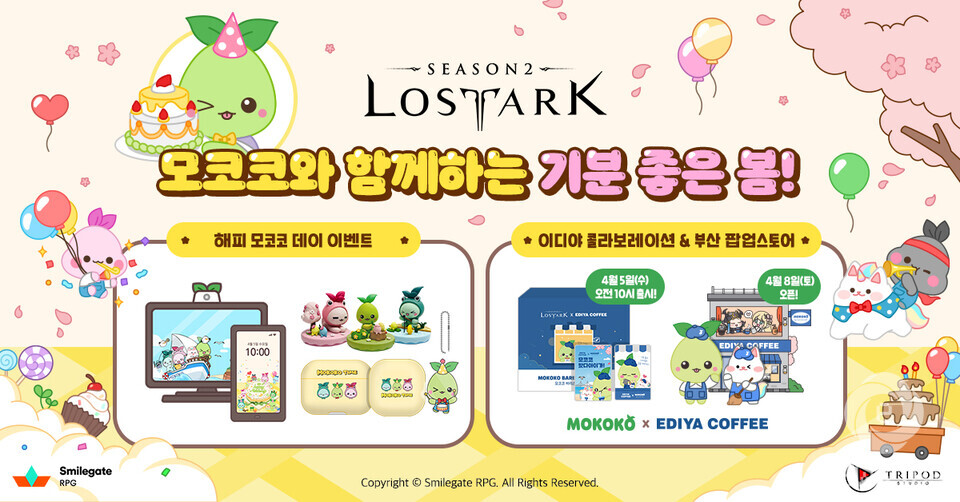 SEASON 2
LOSTARK
모코코와 함께하는 기분 좋은 봄!
해피 모코코 데이 이벤트
이디야 콜라보레이션 & 부산 팝업스토어
4월 5일(수)
오전 10시 출시!
4월 8일(토)
오픈!
10:00
LOSTARK x EDIYA COFFEE
EDIYA COFFEE
MOKOKO x EDIYA COFFEE
Smilegate
RPG
Copyright © Smilegate RPG. All Rights Reserved.
TRIPOD
STUDIO